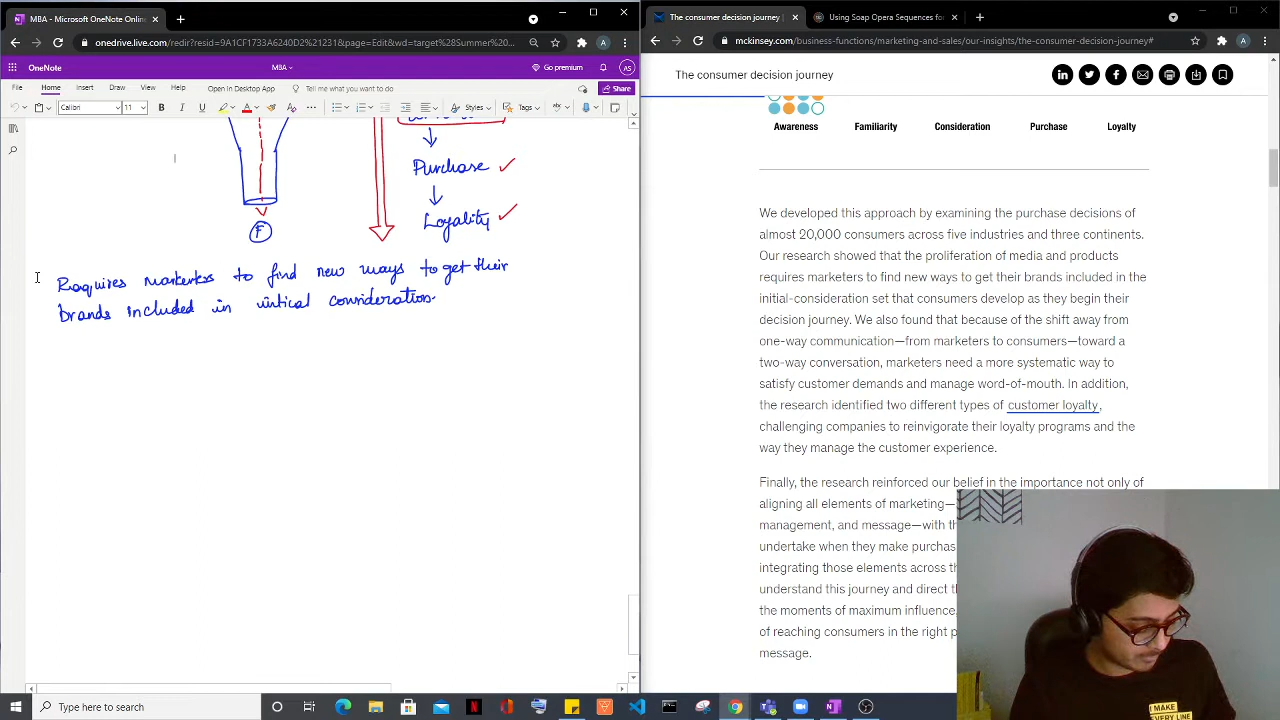 MBA - Microsoft OneNote Online
The consumer decision journey
Using Soap Opera Sequences fo
onedrive.live.com/redir?resid=9A1CF1733A6240D2%21231&page=Edit&wd=target%28Summer%20...
mckinsey.com/business-functions/marketing-and-sales/our-insights/the-consumer-decision-journey#
OneNote
MBA
Go premium
AS
The consumer decision journey
File
Home
Insert
Draw
View
Help
Open in Desktop App
Tell me what you want to do
Share
Calibri
11
B
I
U
A
Styles
Tags
Purchase
Loyality
F
Requires marketers to find new ways to get their
brands included in initical consideration.
Awareness
Familiarity
Consideration
Purchase
Loyalty
We developed this approach by examining the purchase decisions of
almost 20,000 consumers across five industries and three continents.
Our research showed that the proliferation of media and products
requires marketers to find new ways to get their brands included in the
initial-consideration set that consumers develop as they begin their
decision journey. We also found that because of the shift away from
one-way communication—from marketers to consumers—toward a
two-way conversation, marketers need a more systematic way to
satisfy customer demands and manage word-of-mouth. In addition,
the research identified two different types of customer loyalty,
challenging companies to reinvigorate their loyalty programs and the
way they manage the customer experience.
Finally, the research reinforced our belief in the importance not only of
aligning all elements of marketing—
management, and message—with th
undertake when they make purchas
integrating those elements across th
understand this journey and direct th
the moments of maximum influence,
of reaching consumers in the right p
message.
I MAKE
EVERY LINE
Type here to search